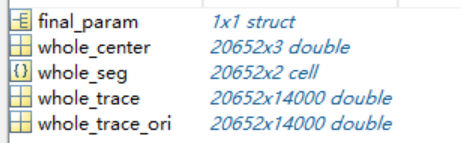 final_param 1x1 struct
whole_center 20652x3 double
whole_seg 20652x2 cell
whole_trace 20652x14000 double
whole_trace_ori 20652x14000 double